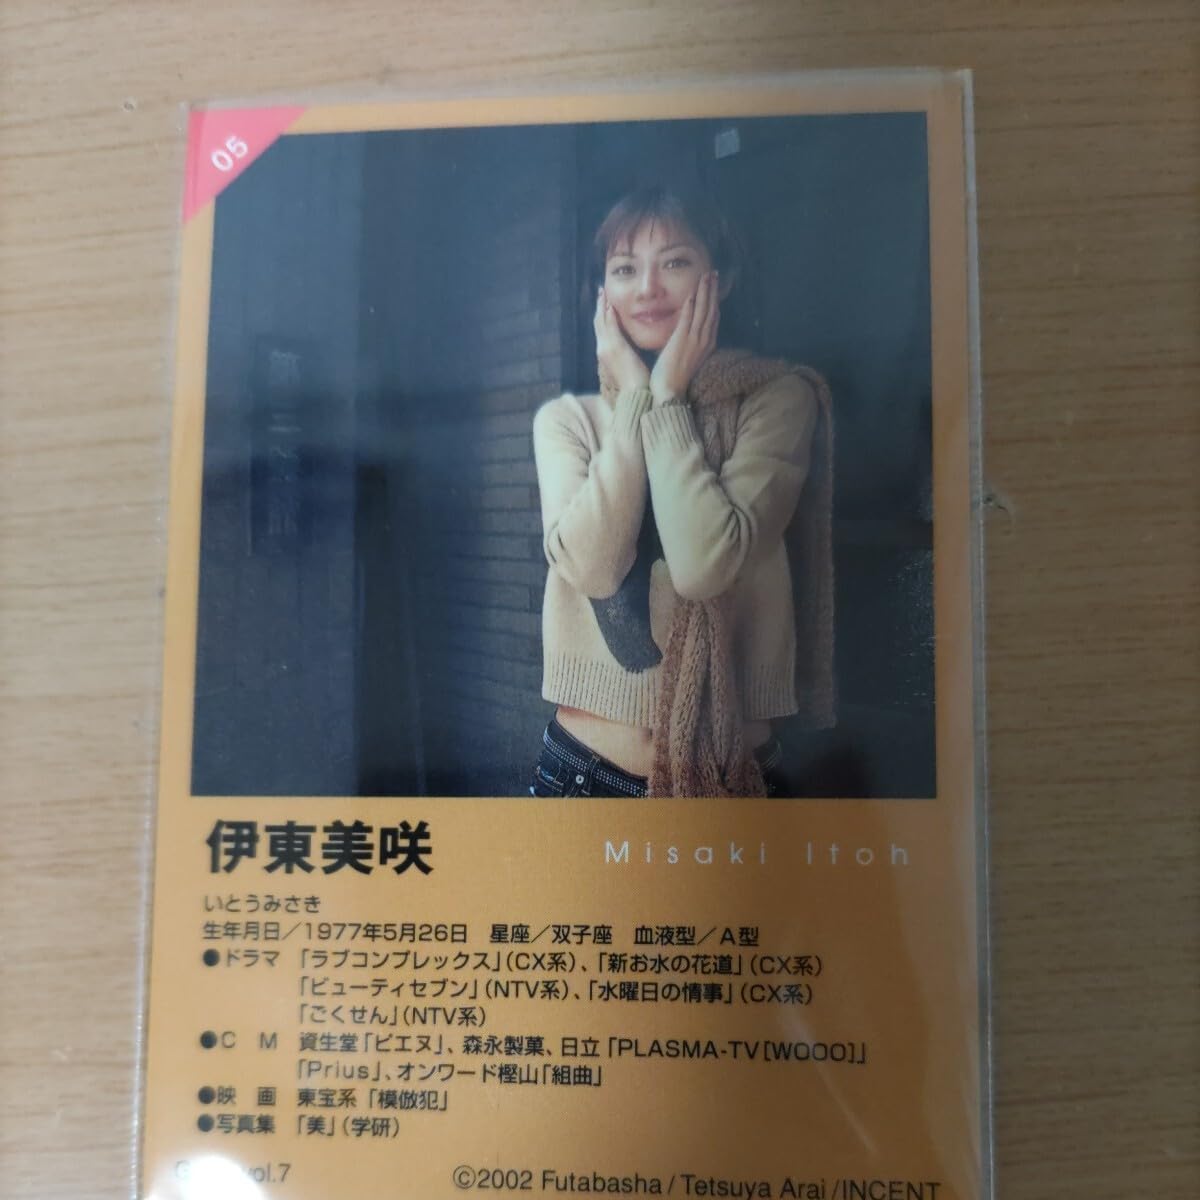 05
伊東美咲 Misaki Itoh
いとうみさき
生年月日／1977年5月26日 星座／双子座 血液型／A型
●ドラマ 「ラブコンプレックス」(CX系)、「新お水の花道」(CX系)
「ビューティセブン」(NTV系)、「水曜日の情事」(CX系)
「ごくせん」(NTV系)
●C M 資生堂「ピエヌ」、森永製菓、日立「PLASMA-TV[WOOO]」
「Prius」、オンワード樫山「組曲」
●映 画 東宝系「模倣犯」
●写真集 「美」(学研)
vol.7 ©2002 Futabasha/Tetsuya Arai/INCENT